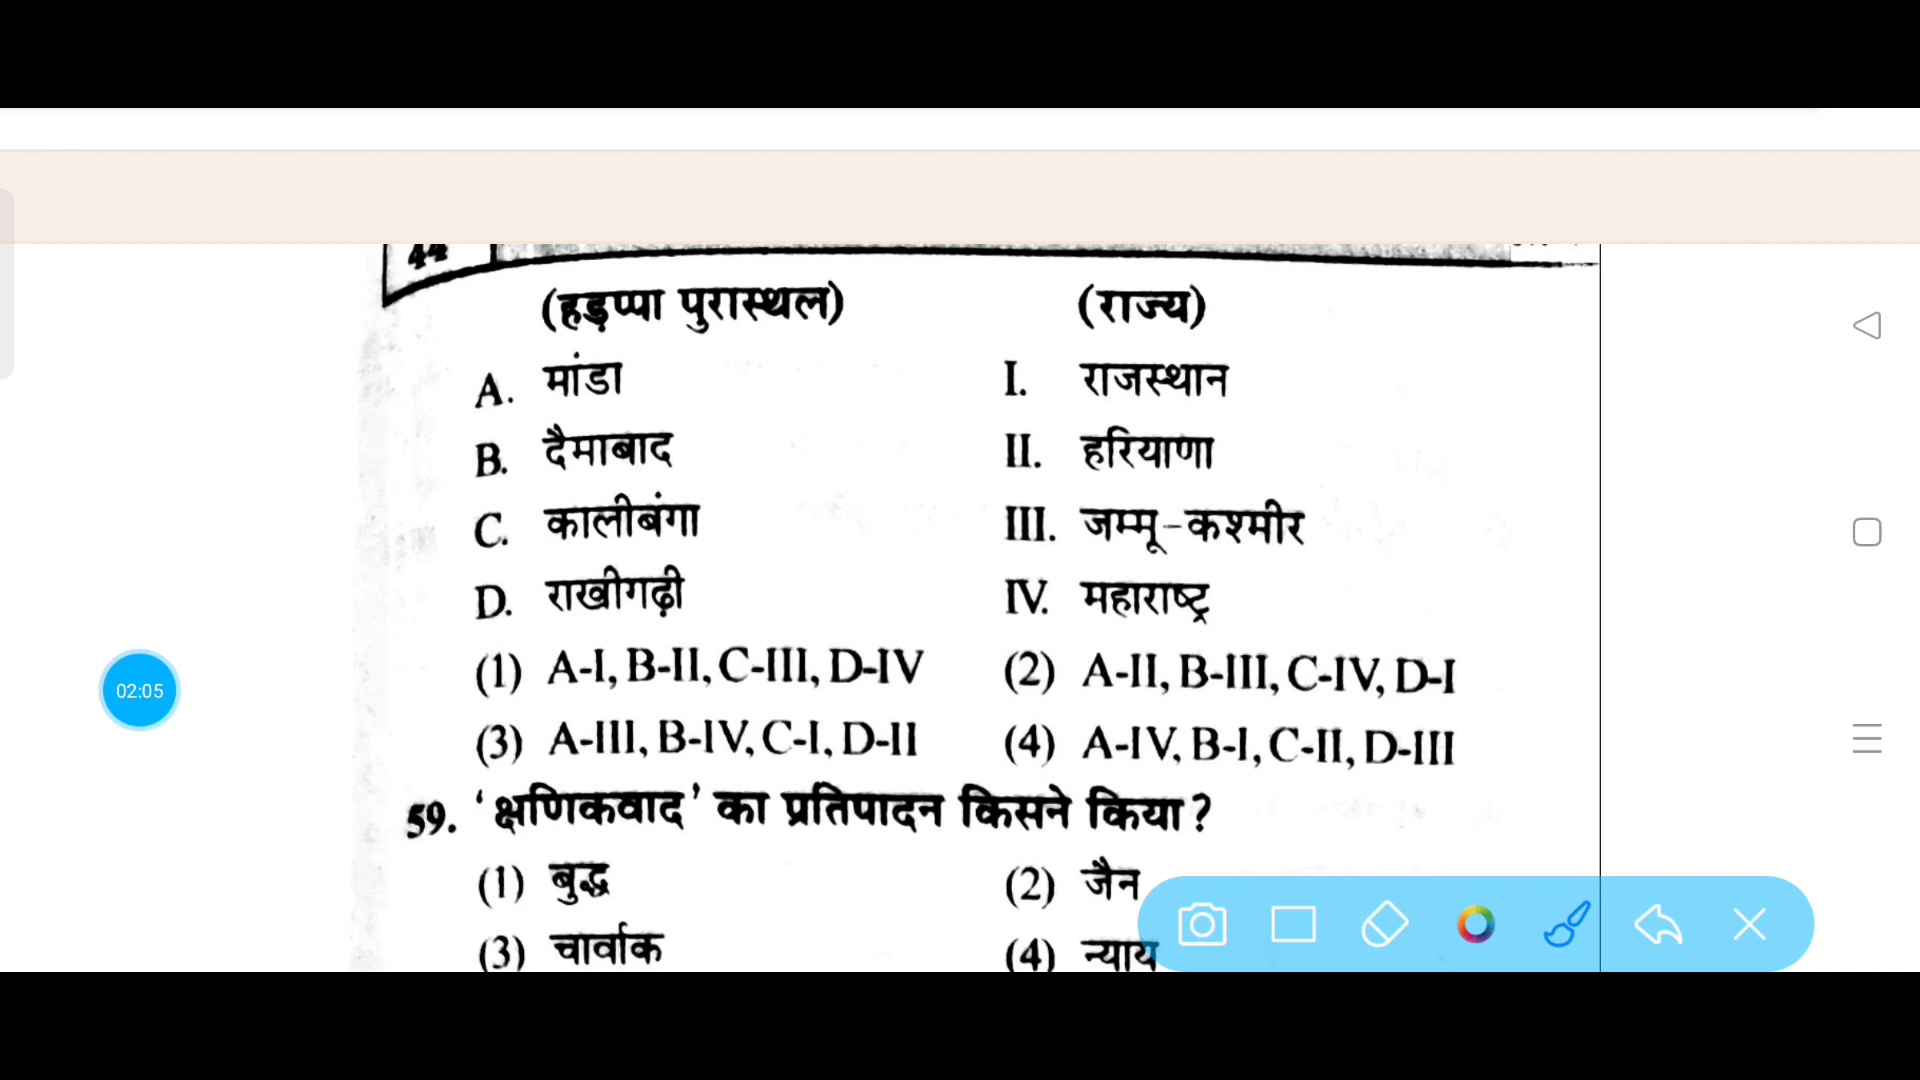 44
(हड़प्पा पुरास्थल) (राज्य)
A. मांडा I. राजस्थान
B. दैमाबाद II. हरियाणा
C. कालीबंगा III. जम्मू-कश्मीर
D. राखीगढ़ी IV. महाराष्ट्र
(1) A-I, B-II, C-III, D-IV (2) A-II, B-III, C-IV, D-I
(3) A-III, B-IV, C-I, D-II (4) A-IV, B-I, C-II, D-III
02:05
59. 'क्षणिकवाद' का प्रतिपादन किसने किया?
(1) बुद्ध (2) जैन
(3) चार्वाक (4) न्याय